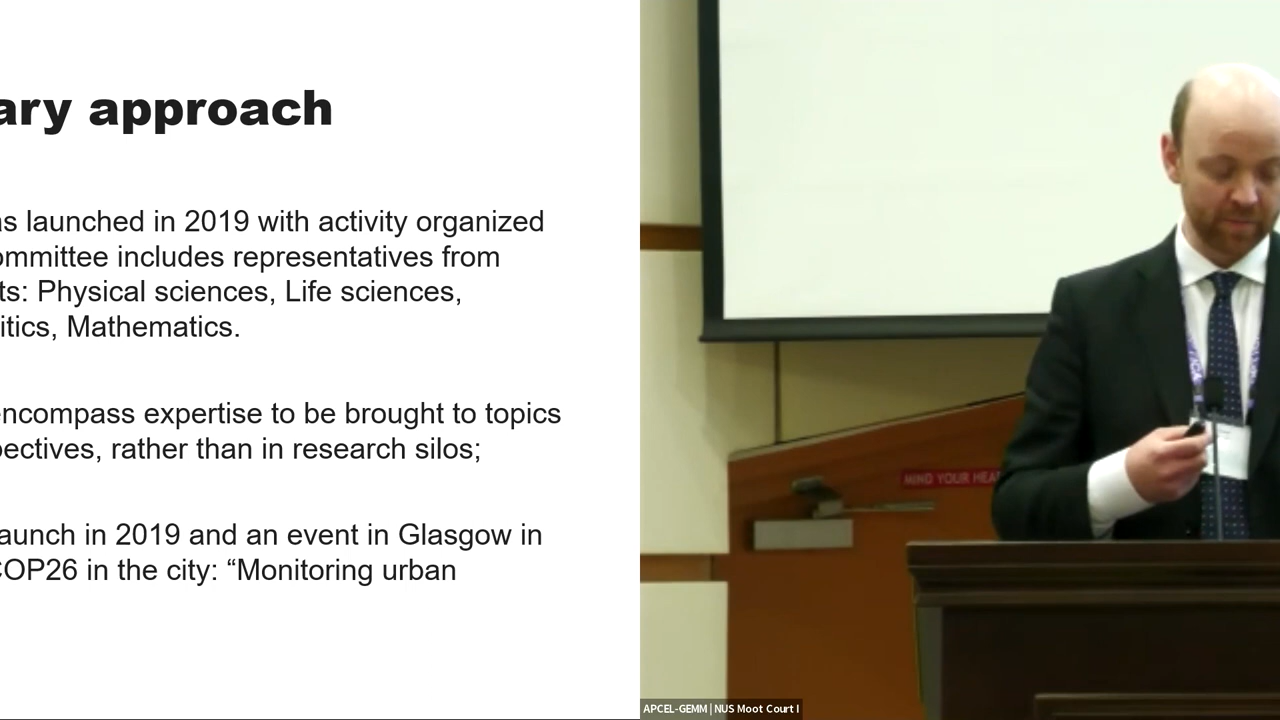 ary approach
as launched in 2019 with activity organized
ommittee includes representatives from
ts: Physical sciences, Life sciences,
itics, Mathematics.
encompass expertise to be brought to topics
pectives, rather than in research silos;
launch in 2019 and an event in Glasgow in
COP26 in the city: “Monitoring urban
MIND YOUR HEA
APCEL-GEMM | NUS Moot Court I